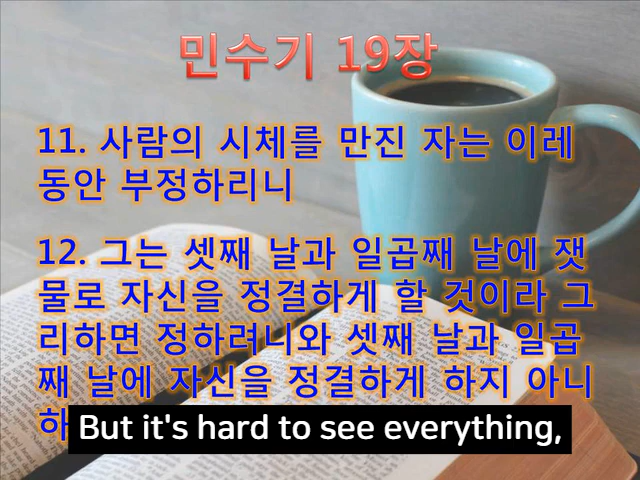 민수기 19장
11. 사람의 시체를 만진 자는 이레
동안 부정하리니
12. 그는 셋째 날과 일곱째 날에 잿
물로 자신을 정결하게 할 것이라 그
리하면 정하려니와 셋째 날과 일곱
째 날에 자신을 정결하게 하지 아니
하
But it's hard to see everything,